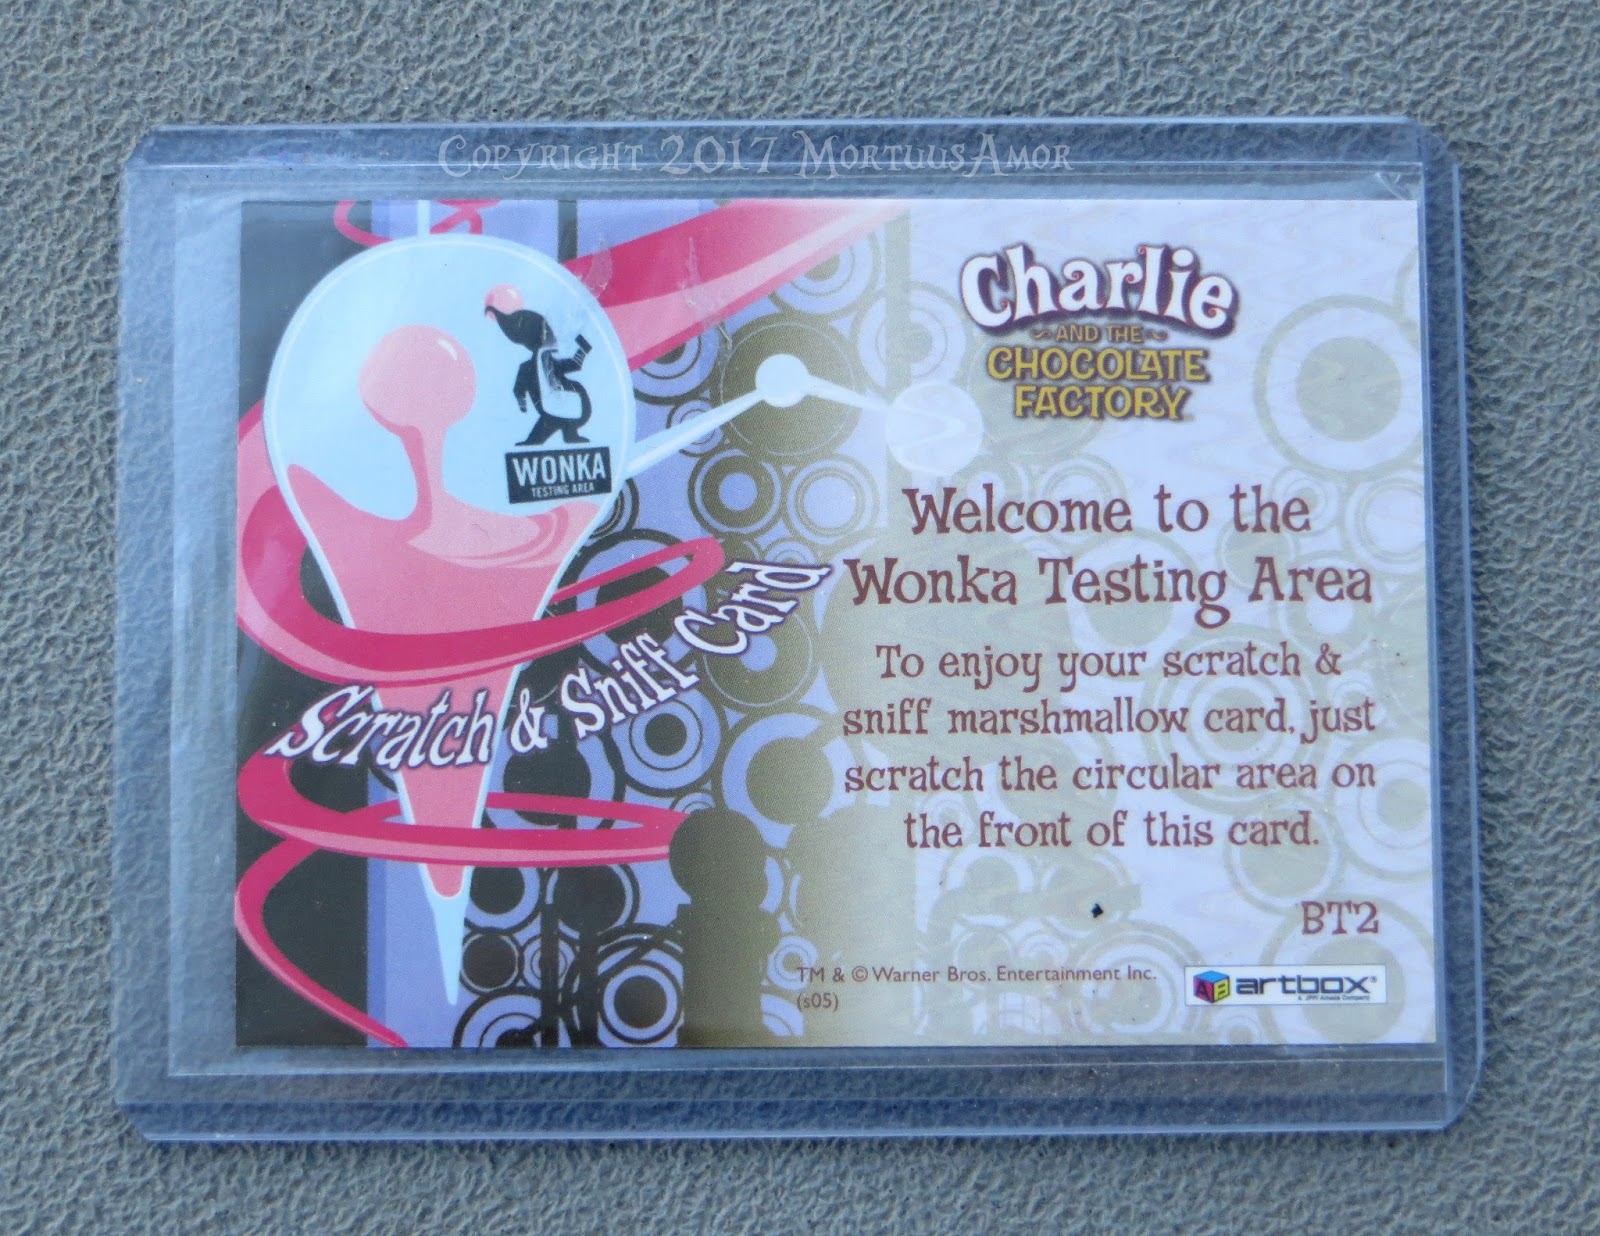 Copyright 2017 MortuusAmor
Charlie
AND THE
CHOCOLATE
FACTORY
WONKA
TESTING AREA
Scratch & Sniff Card
Welcome to the
Wonka Testing Area
To enjoy your scratch &
sniff marshmallow card, just
scratch the circular area on
the front of this card.
BT2
TM & © Warner Bros. Entertainment Inc.
(s05)
AB artbox®